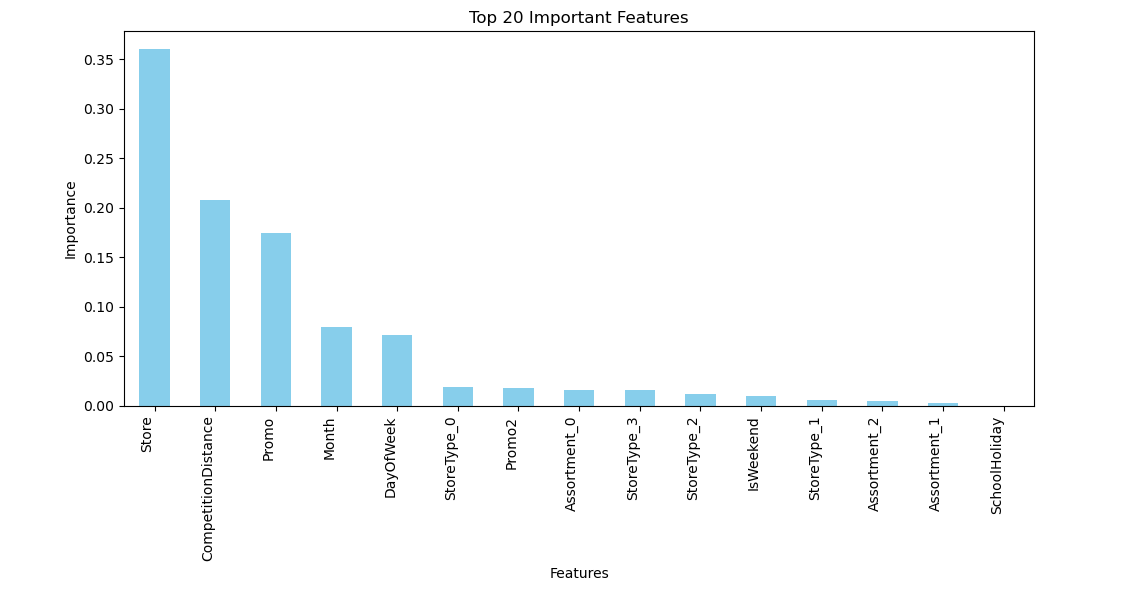 Top 20 Important Features
Importance
0.35
0.30
0.25
0.20
0.15
0.10
0.05
0.00
Store
CompetitionDistance
Promo
Month
DayOfWeek
StoreType_0
Promo2
Assortment_0
StoreType_3
StoreType_2
IsWeekend
StoreType_1
Assortment_2
Assortment_1
SchoolHoliday
Features